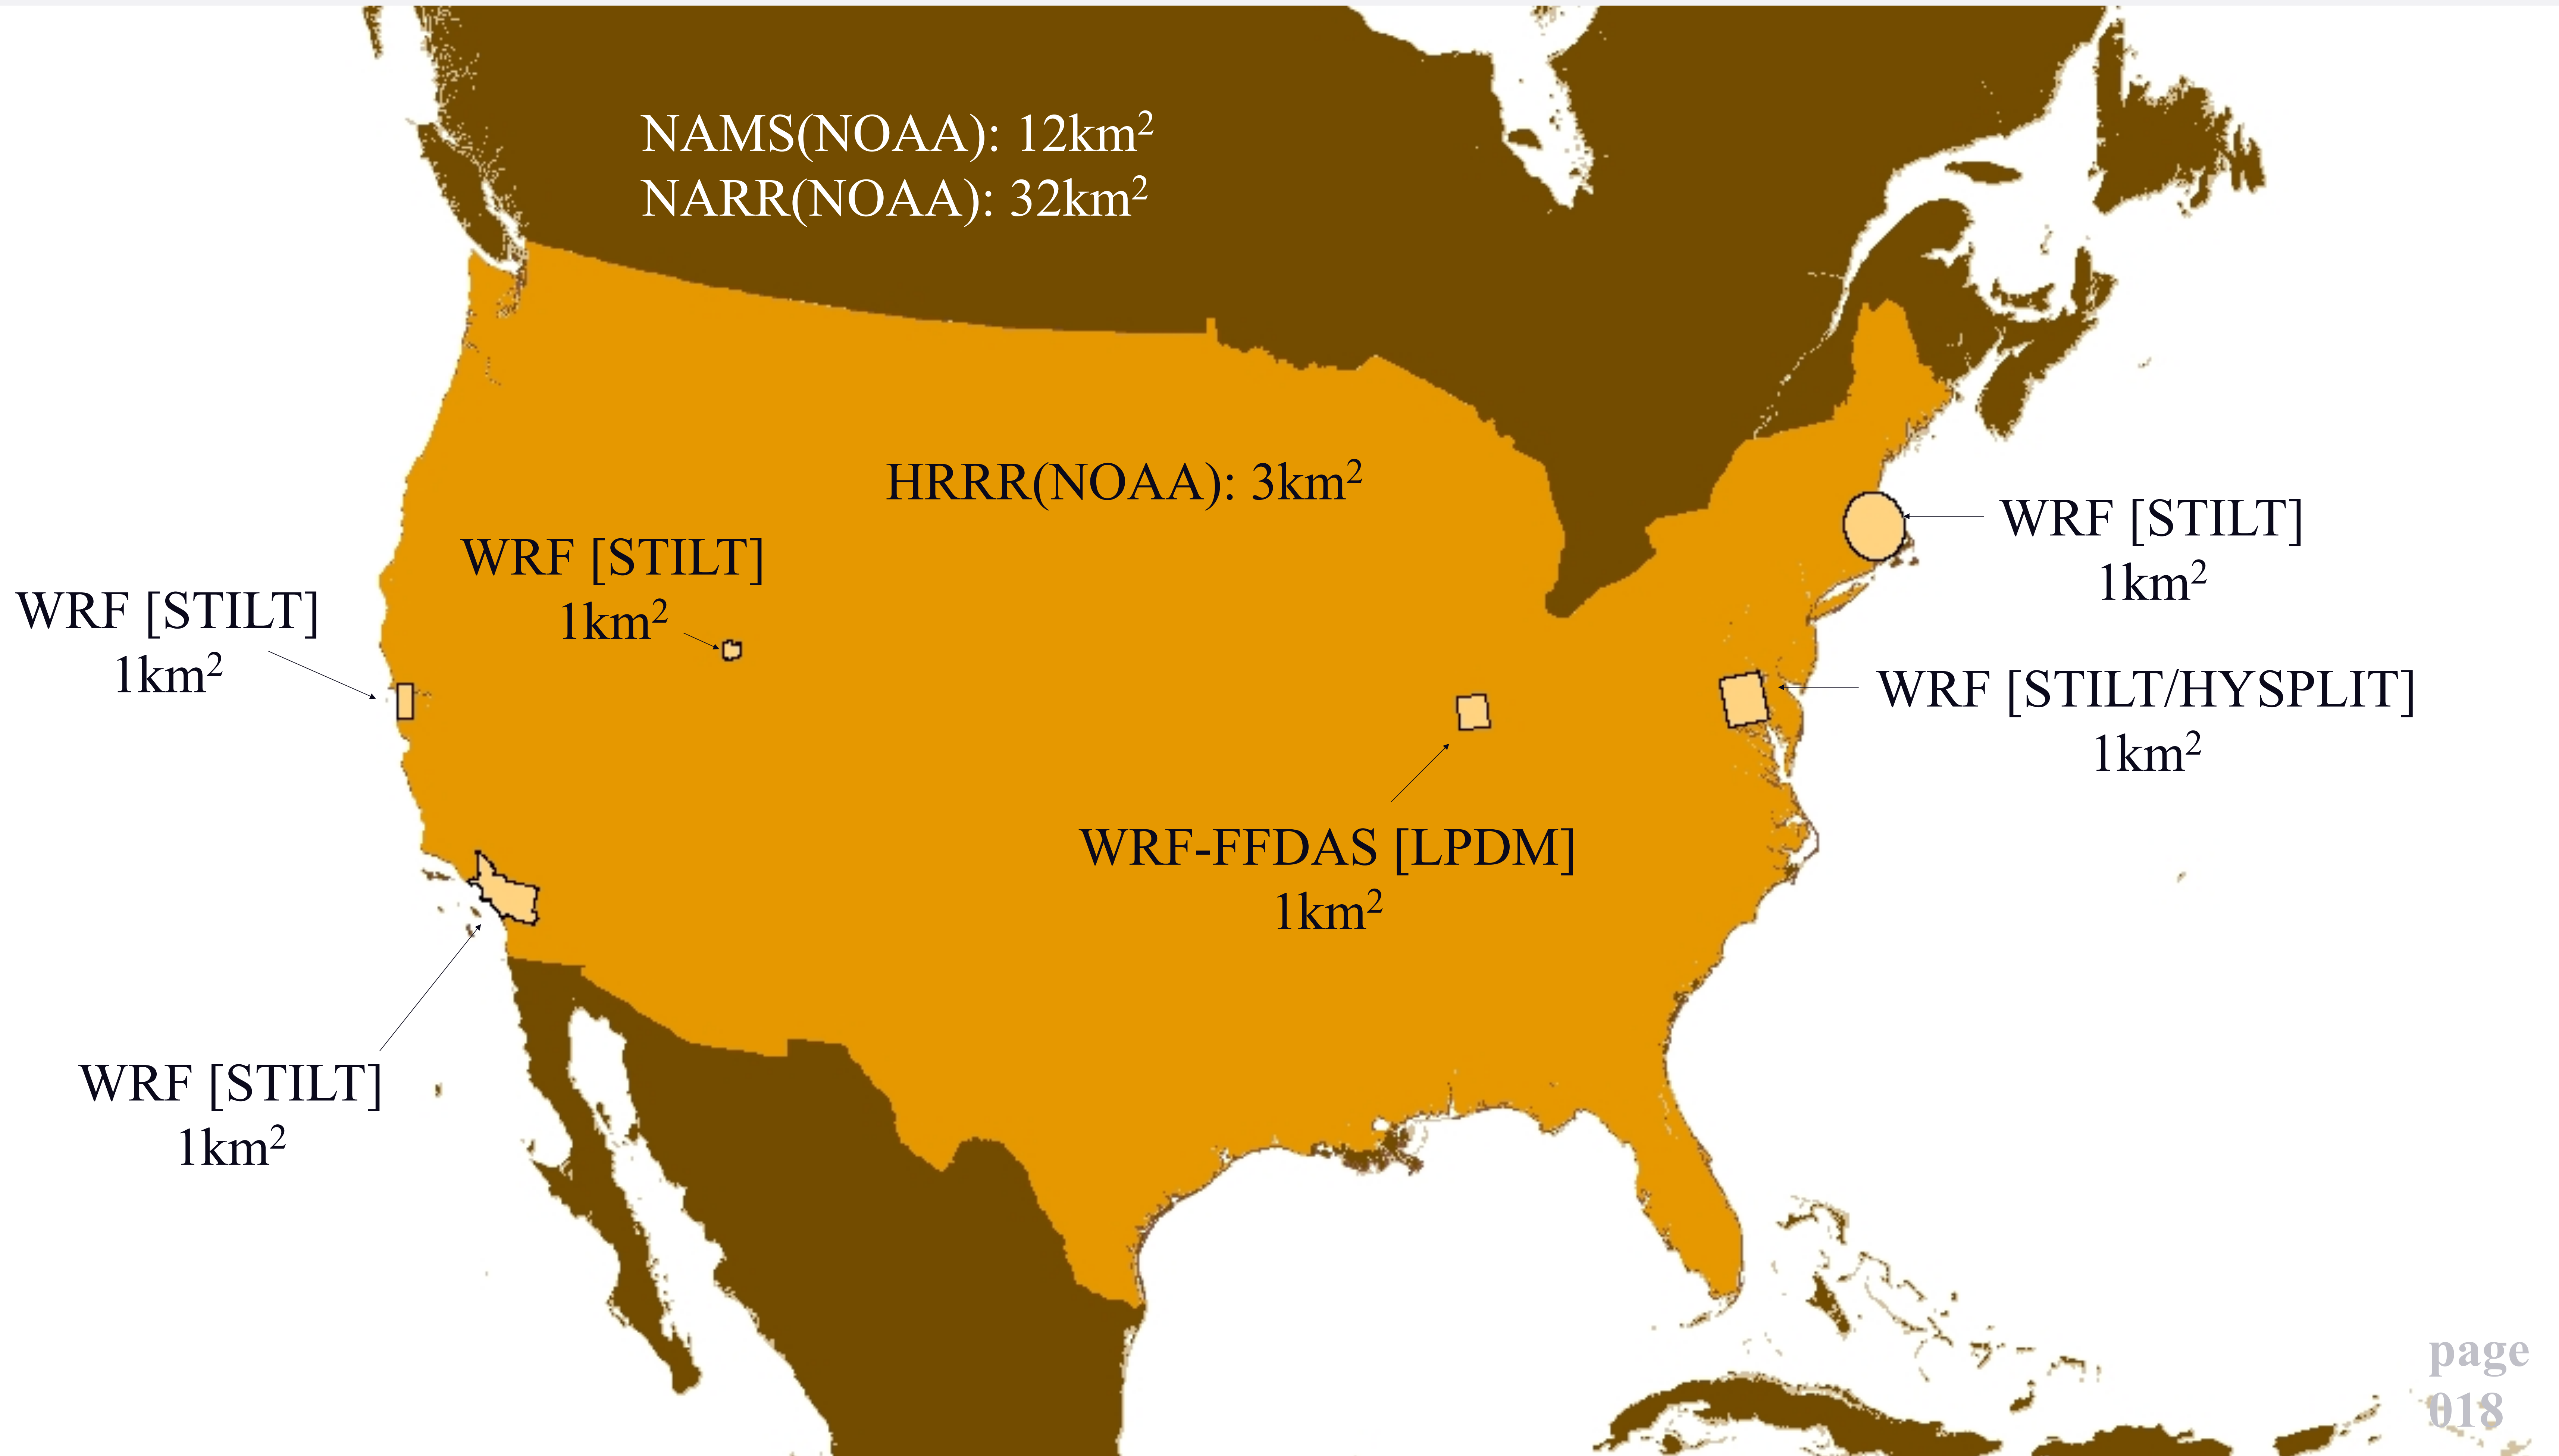 NAMS(NOAA): 12km²
NARR(NOAA): 32km²
HRRR(NOAA): 3km²
WRF [STILT]
1km²
WRF [STILT]
1km²
WRF [STILT]
1km²
WRF [STILT/HYSPLIT]
1km²
WRF-FFDAS [LPDM]
1km²
WRF [STILT]
1km²
page
018